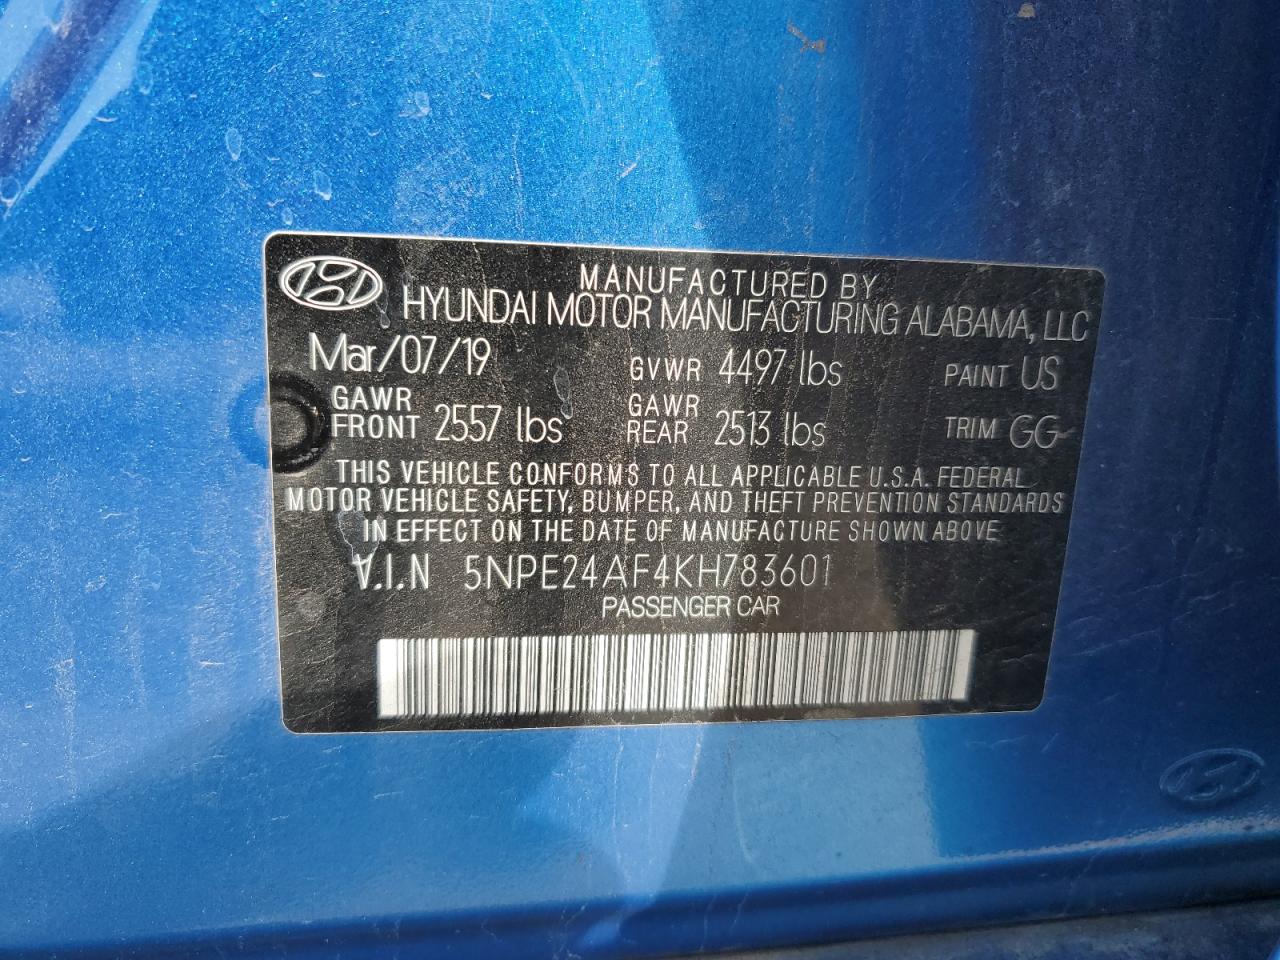 MANUFACTURED BY
HYUNDAI MOTOR MANUFACTURING ALABAMA, LLC
Mar/07/19 GVWR 4497 lbs PAINT US
GAWR FRONT 2557 lbs GAWR REAR 2513 lbs TRIM GG
THIS VEHICLE CONFORMS TO ALL APPLICABLE U.S.A. FEDERAL
MOTOR VEHICLE SAFETY, BUMPER, AND THEFT PREVENTION STANDARDS
IN EFFECT ON THE DATE OF MANUFACTURE SHOWN ABOVE
V.I.N 5NPE24AF4KH783601
PASSENGER CAR